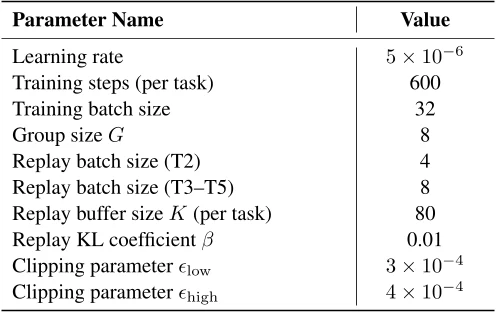 Parameter Name Value
Learning rate 5 × 10⁻⁶
Training steps (per task) 600
Training batch size 32
Group size G 8
Replay batch size (T2) 4
Replay batch size (T3–T5) 8
Replay buffer size K (per task) 80
Replay KL coefficient β 0.01
Clipping parameter ϵlow 3 × 10⁻⁴
Clipping parameter ϵhigh 4 × 10⁻⁴